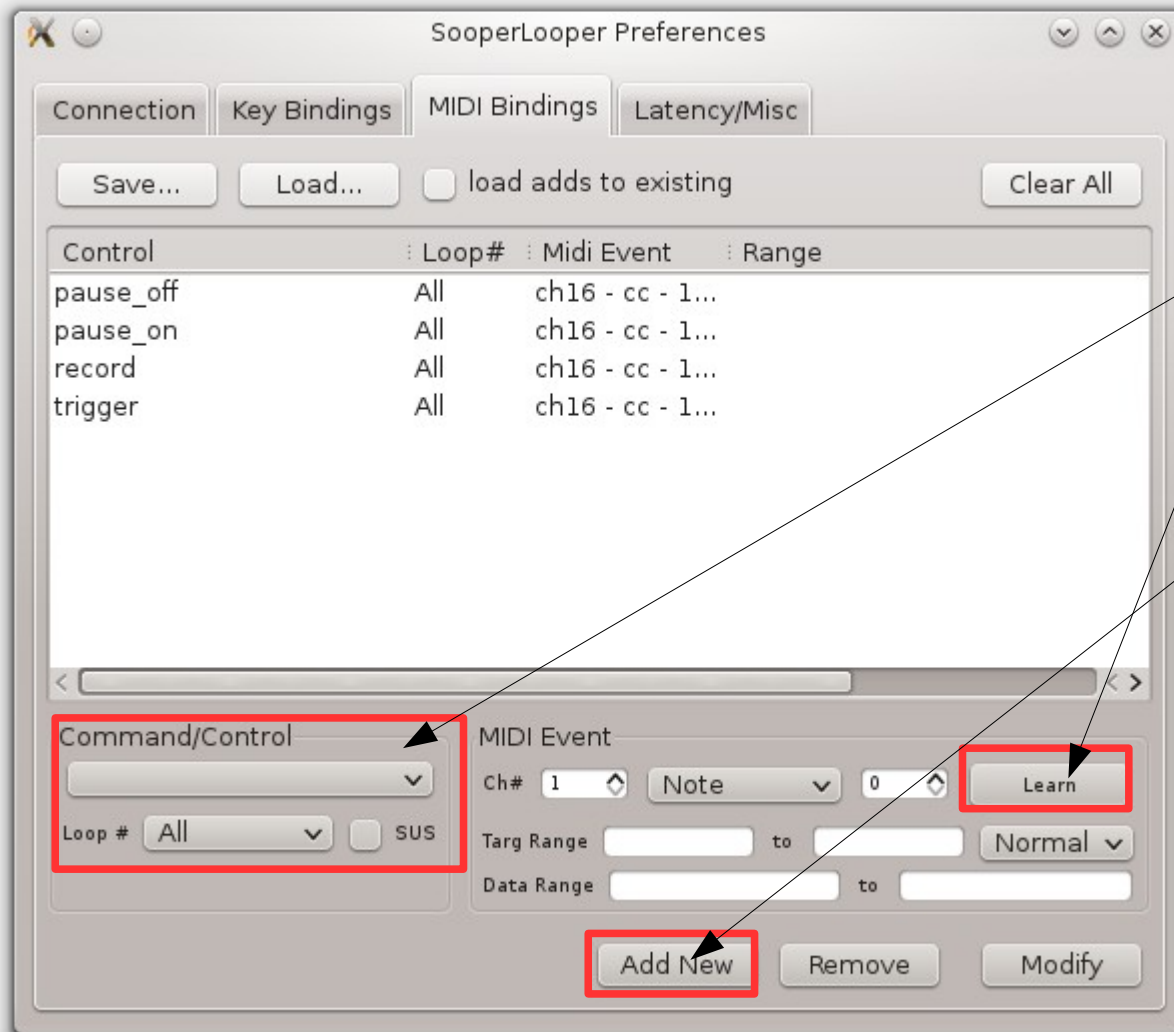 SooperLooper Preferences
Connection Key Bindings MIDI Bindings Latency/Misc
Save... Load... load adds to existing Clear All
Control Loop# Midi Event Range
pause_off All ch16 - cc - 1...
pause_on All ch16 - cc - 1...
record All ch16 - cc - 1...
trigger All ch16 - cc - 1...
Command/Control MIDI Event
Ch# 1 Note 0 Learn
Loop # All SUS Targ Range to Normal
Data Range to
Add New Remove Modify